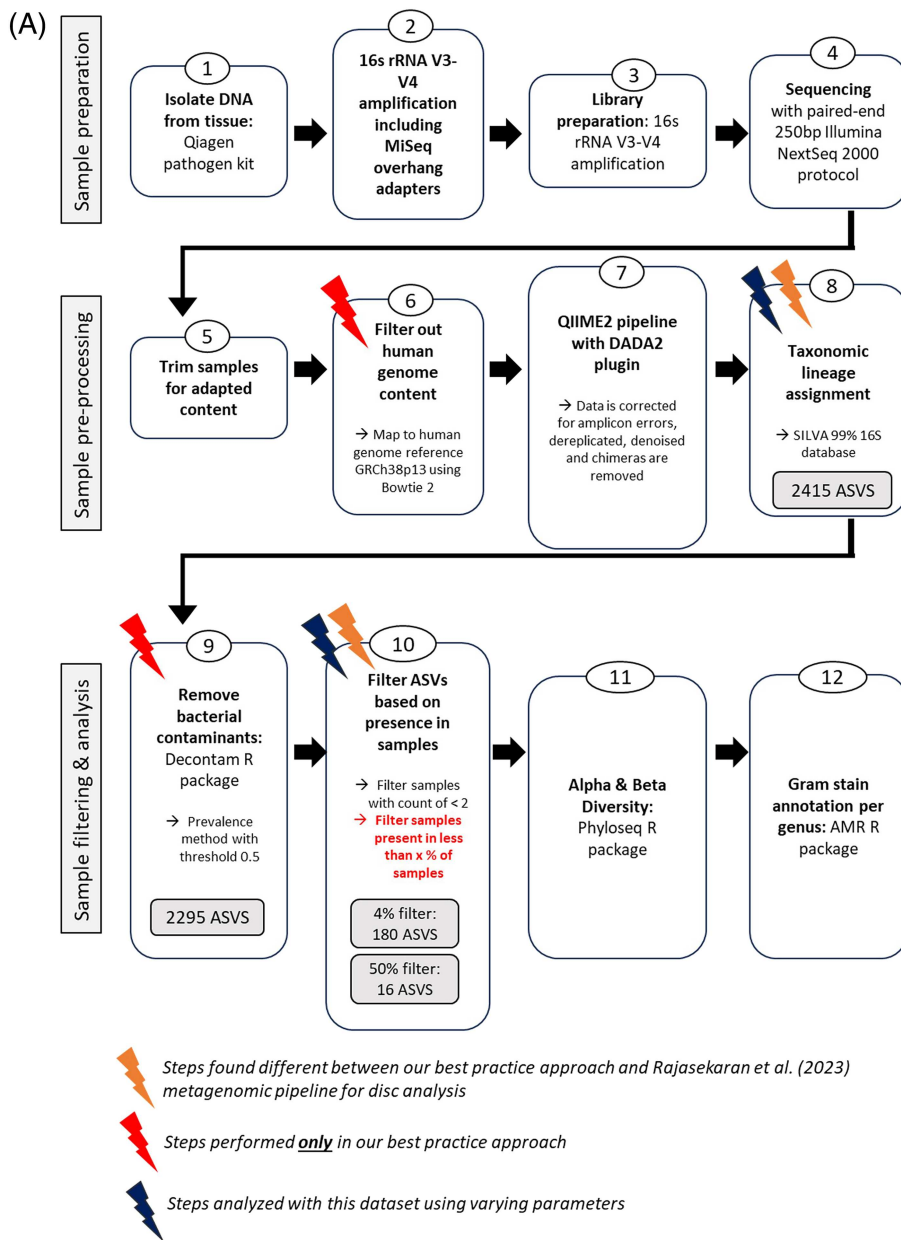 (A)
Sample preparation
1
Isolate DNA
from tissue:
Qiagen
pathogen kit
2
16s rRNA V3-
V4
amplification
including
MiSeq
overhang
adapters
3
Library
preparation: 16s
rRNA V3-V4
amplification
4
Sequencing
with paired-end
250bp Illumina
NextSeq 2000
protocol
Sample pre-processing
5
Trim samples
for adapted
content
6
Filter out
human
genome
content
→ Map to human
genome reference
GRCh38p13 using
Bowtie 2
7
QIIME2 pipeline
with DADA2
plugin
→ Data is corrected
for amplicon errors,
dereplicated, denoised
and chimeras are
removed
8
Taxonomic
lineage
assignment
→ SILVA 99% 16S
database
2415 ASVS
Sample filtering & analysis
9
Remove
bacterial
contaminants:
Decontam R
package
→ Prevalence
method with
threshold 0.5
2295 ASVS
10
Filter ASVs
based on
presence in
samples
→ Filter samples
with count of < 2
→ Filter samples
present in less
than x % of
samples
4% filter:
180 ASVS
50% filter:
16 ASVS
11
Alpha & Beta
Diversity:
Phyloseq R
package
12
Gram stain
annotation per
genus: AMR R
package
Steps found different between our best practice approach and Rajasekaran et al. (2023)
metagenomic pipeline for disc analysis
Steps performed only in our best practice approach
Steps analyzed with this dataset using varying parameters